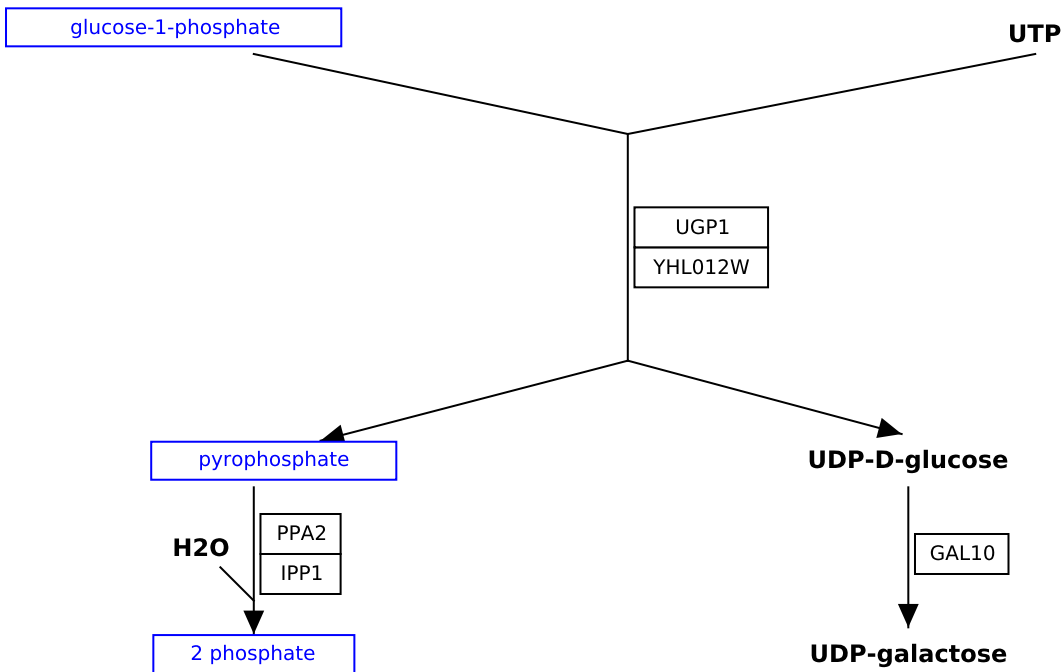 glucose-1-phosphate
UTP
UGP1
YHL012W
pyrophosphate
UDP-D-glucose
PPA2
H2O
IPP1
GAL10
2 phosphate
UDP-galactose